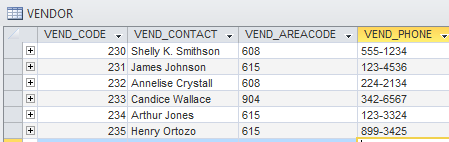 VENDOR
VEND_CODE VEND_CONTACT VEND_AREACODE VEND_PHONE
230 Shelly K. Smithson 608 555-1234
231 James Johnson 615 123-4536
232 Annelise Crystall 608 224-2134
233 Candice Wallace 904 342-6567
234 Arthur Jones 615 123-3324
235 Henry Ortozo 615 899-3425